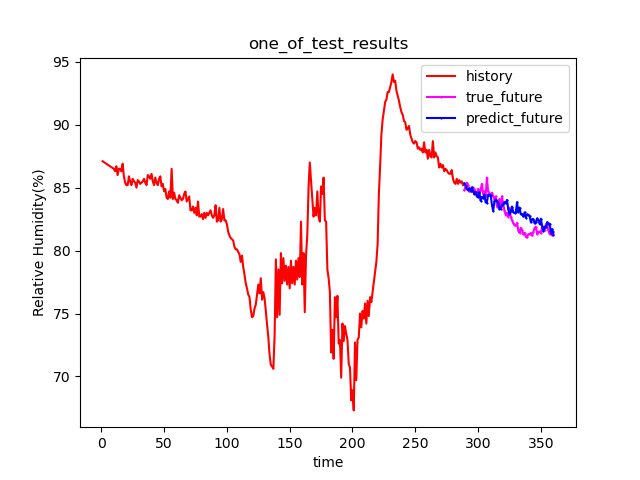 one_of_test_results
history
true_future
predict_future
Relative Humidity(%)
95
90
85
80
75
70
0 50 100 150 200 250 300 350
time